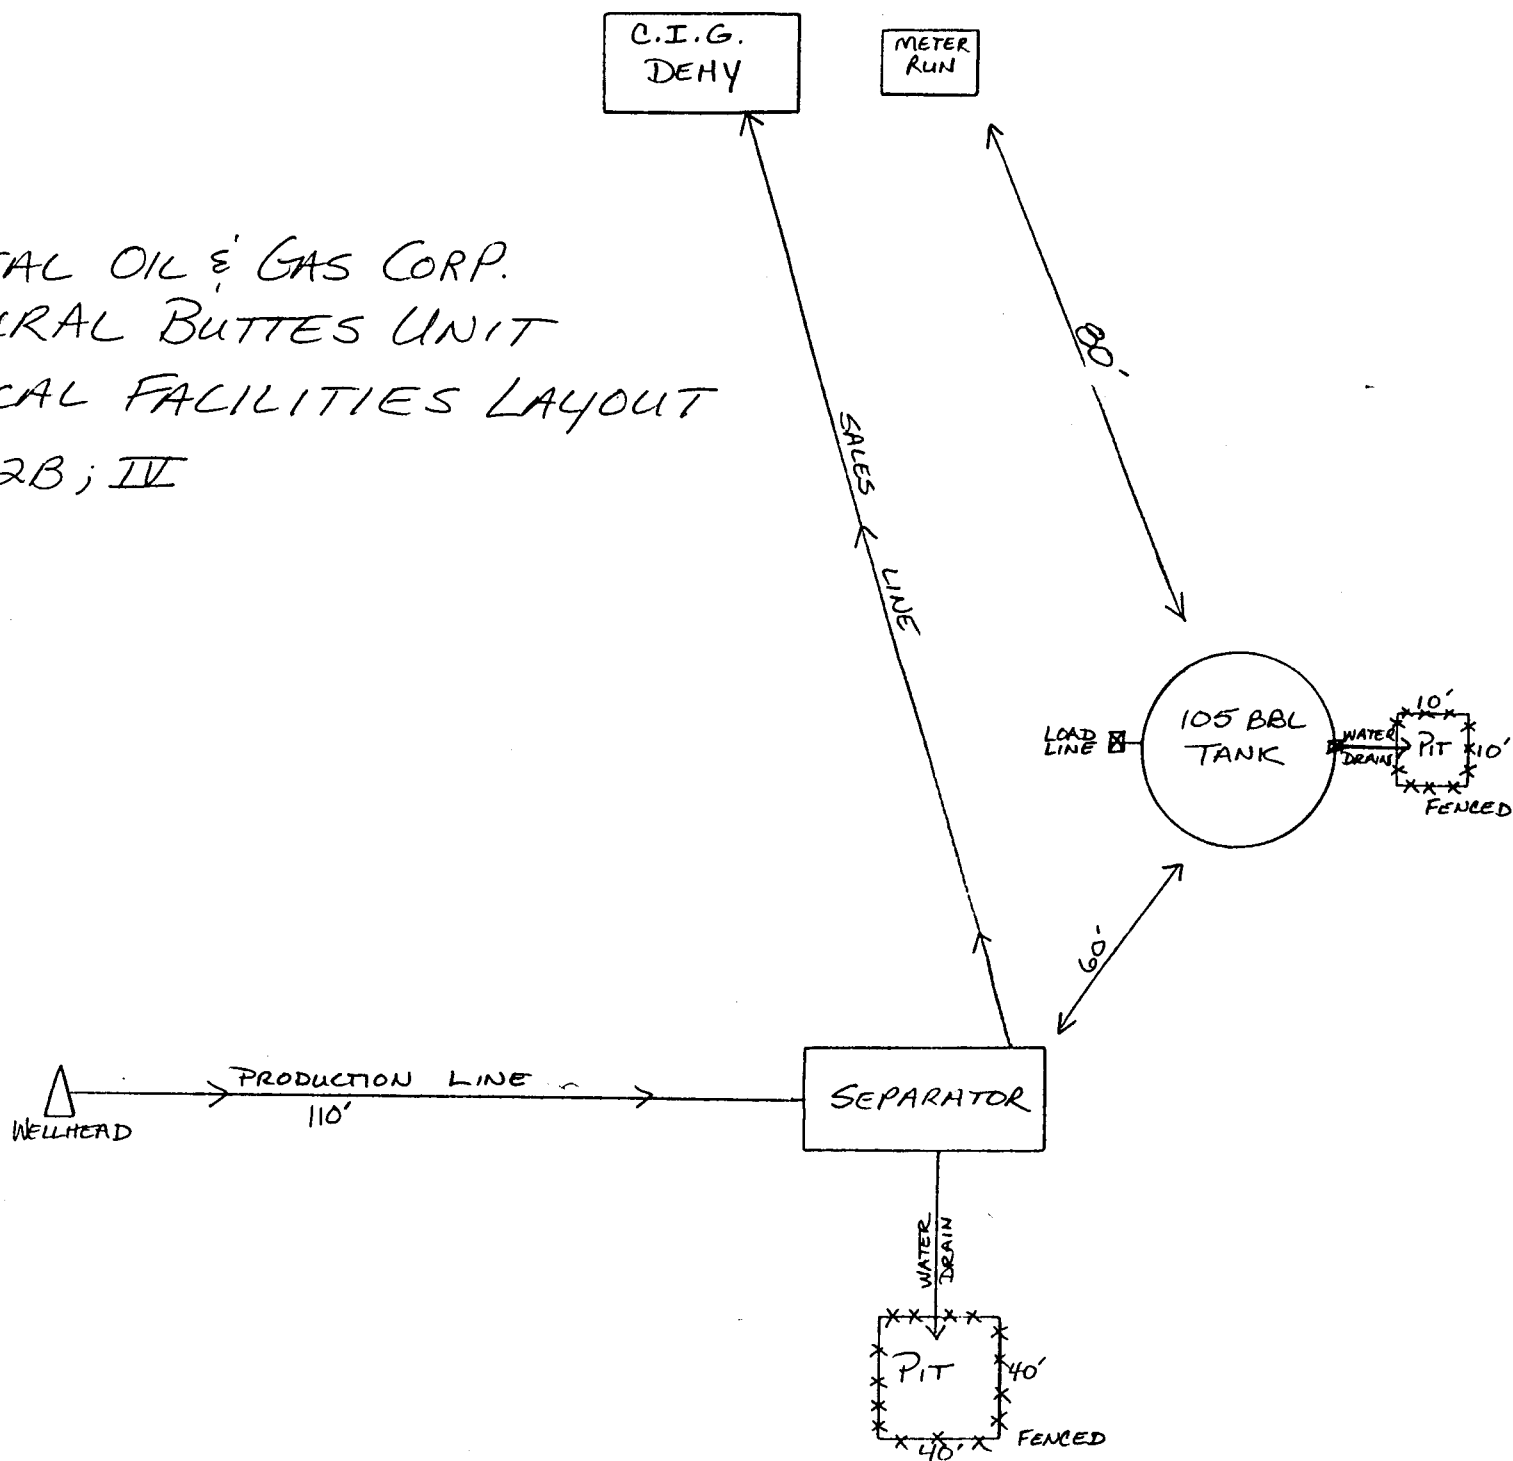 C.I.G.
DEHY
METER
RUN
TAL OIL & GAS CORP.
URAL BUTTES UNIT
CAL FACILITIES LAYOUT
2B; IV
80'
SALES LINE
LOAD
LINE
105 BBL
TANK
WATER
DRAIN
10'
PIT
10'
FENCED
60'
PRODUCTION LINE
110'
WELLHEAD
SEPARATOR
WATER
DRAIN
PIT
40'
40'
FENCED